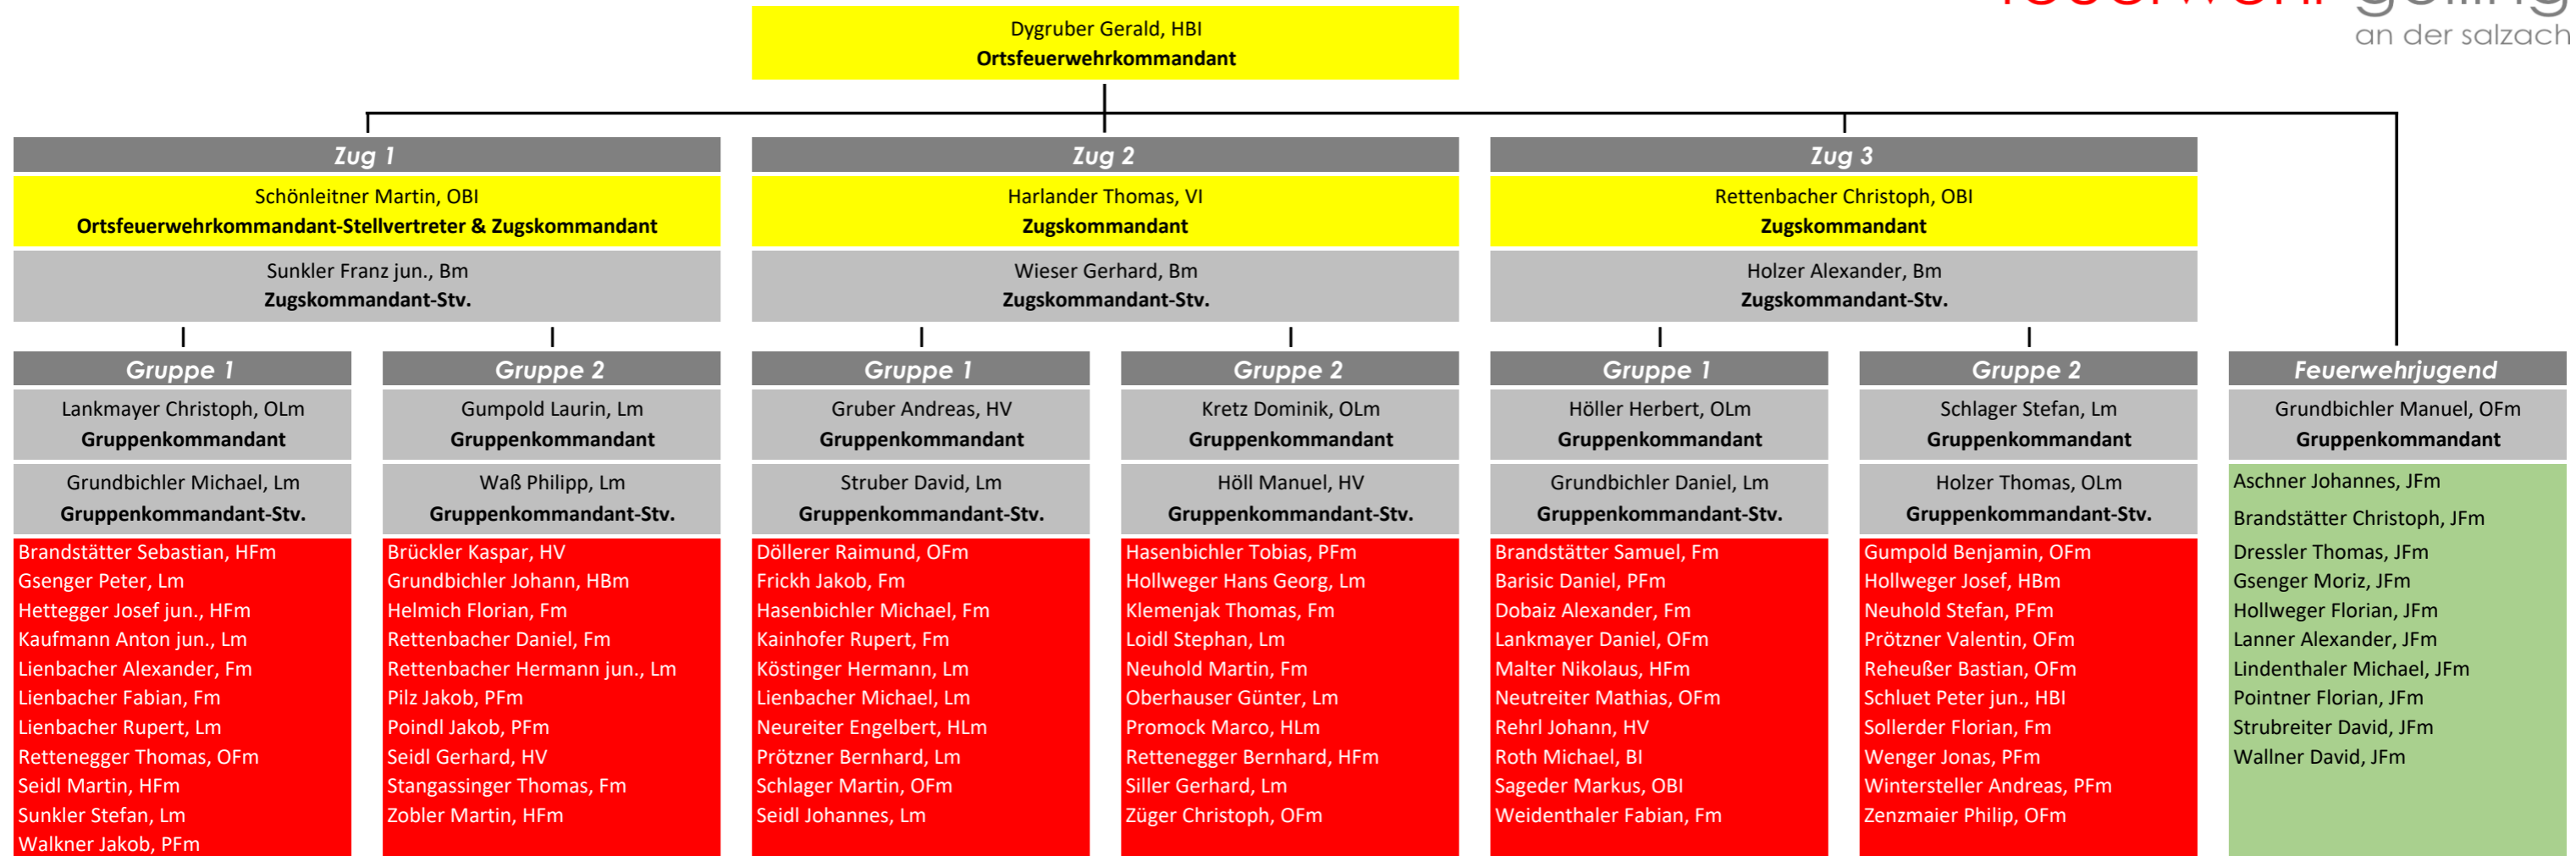 feuerwehr golling
an der salzach
Dygruber Gerald, HBI
Ortsfeuerwehrkommandant
Zug 1
Schönleitner Martin, OBI
Ortsfeuerwehrkommandant-Stellvertreter & Zugskommandant
Sunkler Franz jun., Bm
Zugskommandant-Stv.
Zug 2
Harlander Thomas, VI
Zugskommandant
Wieser Gerhard, Bm
Zugskommandant-Stv.
Zug 3
Rettenbacher Christoph, OBI
Zugskommandant
Holzer Alexander, Bm
Zugskommandant-Stv.
Gruppe 1
Lankmayer Christoph, OLm
Gruppenkommandant
Grundbichler Michael, Lm
Gruppenkommandant-Stv.
Brandstätter Sebastian, HFm
Gsenger Peter, Lm
Hettegger Josef jun., HFm
Kaufmann Anton jun., Lm
Lienbacher Alexander, Fm
Lienbacher Fabian, Fm
Lienbacher Rupert, Lm
Rettenegger Thomas, OFm
Seidl Martin, HFm
Sunkler Stefan, Lm
Walkner Jakob, PFm
Gruppe 2
Gumpold Laurin, Lm
Gruppenkommandant
Waß Philipp, Lm
Gruppenkommandant-Stv.
Brückler Kaspar, HV
Grundbichler Johann, HBm
Helmich Florian, Fm
Rettenbacher Daniel, Fm
Rettenbacher Hermann jun., Lm
Pilz Jakob, PFm
Poindl Jakob, PFm
Seidl Gerhard, HV
Stangassinger Thomas, Fm
Zobler Martin, HFm
Gruppe 1
Gruber Andreas, HV
Gruppenkommandant
Struber David, Lm
Gruppenkommandant-Stv.
Döllerer Raimund, OFm
Frickh Jakob, Fm
Hasenbichler Michael, Fm
Kainhofer Rupert, Fm
Köstinger Hermann, Lm
Lienbacher Michael, Lm
Neureiter Engelbert, HLm
Prötzner Bernhard, Lm
Schlager Martin, OFm
Seidl Johannes, Lm
Gruppe 2
Kretz Dominik, OLm
Gruppenkommandant
Höll Manuel, HV
Gruppenkommandant-Stv.
Hasenbichler Tobias, PFm
Hollweger Hans Georg, Lm
Klemenjak Thomas, Fm
Loidl Stephan, Lm
Neuhold Martin, Fm
Oberhauser Günter, Lm
Promock Marco, HLm
Rettenegger Bernhard, HFm
Siller Gerhard, Lm
Züger Christoph, OFm
Gruppe 1
Höller Herbert, OLm
Gruppenkommandant
Grundbichler Daniel, Lm
Gruppenkommandant-Stv.
Brandstätter Samuel, Fm
Barisic Daniel, PFm
Dobaiz Alexander, Fm
Lankmayer Daniel, OFm
Malter Nikolaus, HFm
Neutreiter Mathias, OFm
Rehrl Johann, HV
Roth Michael, BI
Sageder Markus, OBI
Weidenthaler Fabian, Fm
Gruppe 2
Schlager Stefan, Lm
Gruppenkommandant
Holzer Thomas, OLm
Gruppenkommandant-Stv.
Gumpold Benjamin, OFm
Hollweger Josef, HBm
Neuhold Stefan, PFm
Prötzner Valentin, OFm
Reheußer Bastian, OFm
Schluet Peter jun., HBI
Sollerder Florian, Fm
Wenger Jonas, PFm
Wintersteller Andreas, PFm
Zenzmaier Philip, OFm
Feuerwehrjugend
Grundbichler Manuel, OFm
Gruppenkommandant
Aschner Johannes, JFm
Brandstätter Christoph, JFm
Dressler Thomas, JFm
Gsenger Moriz, JFm
Hollweger Florian, JFm
Lanner Alexander, JFm
Lindenthaler Michael, JFm
Pointner Florian, JFm
Strubreiter David, JFm
Wallner David, JFm